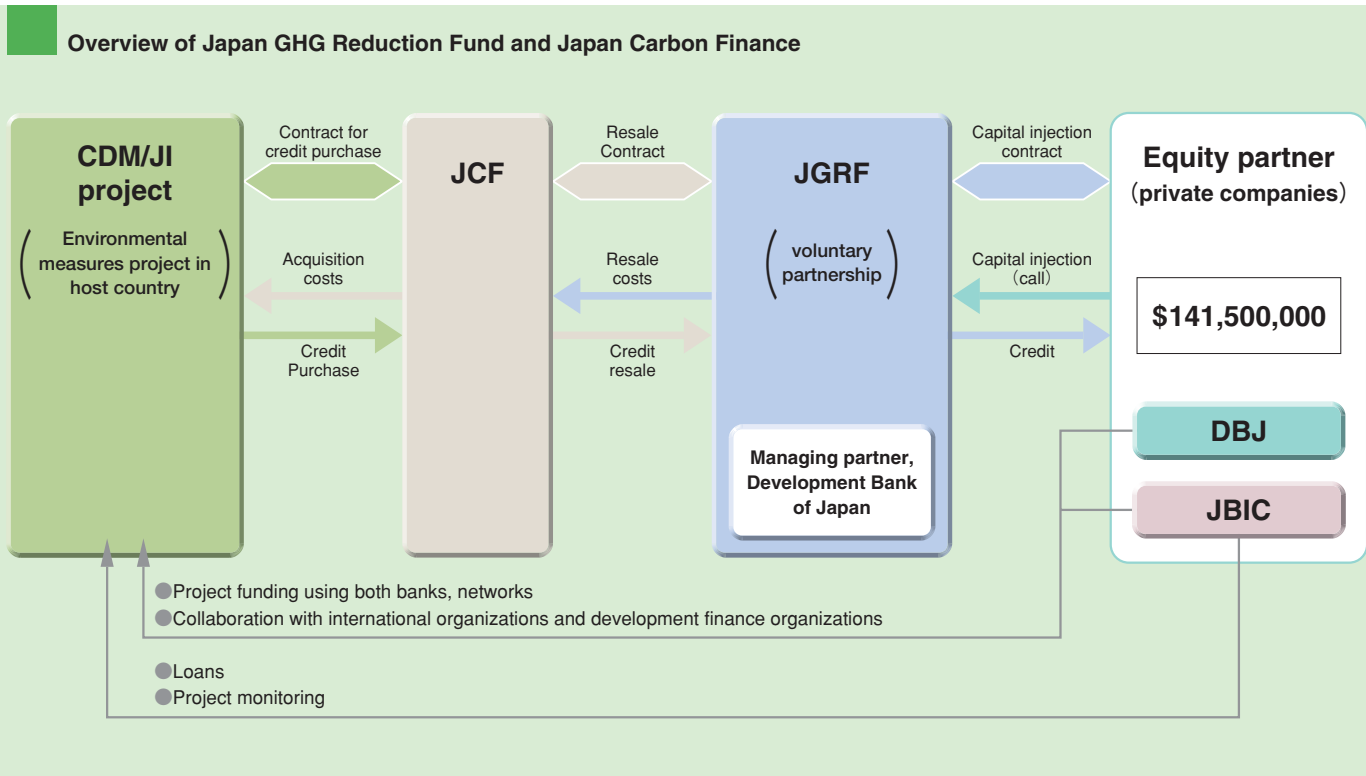 Overview of Japan GHG Reduction Fund and Japan Carbon Finance
CDM/JI
project
(Environmental
measures project in
host country)
Contract for
credit purchase
Acquisition
costs
Credit
Purchase
JCF
Resale
Contract
Resale
costs
Credit
resale
JGRF
(voluntary
partnership)
Managing partner,
Development Bank
of Japan
Capital injection
contract
Capital injection
（call）
Credit
Equity partner
（private companies）
$141,500,000
DBJ
JBIC
●Project funding using both banks, networks
●Collaboration with international organizations and development finance organizations
●Loans
●Project monitoring